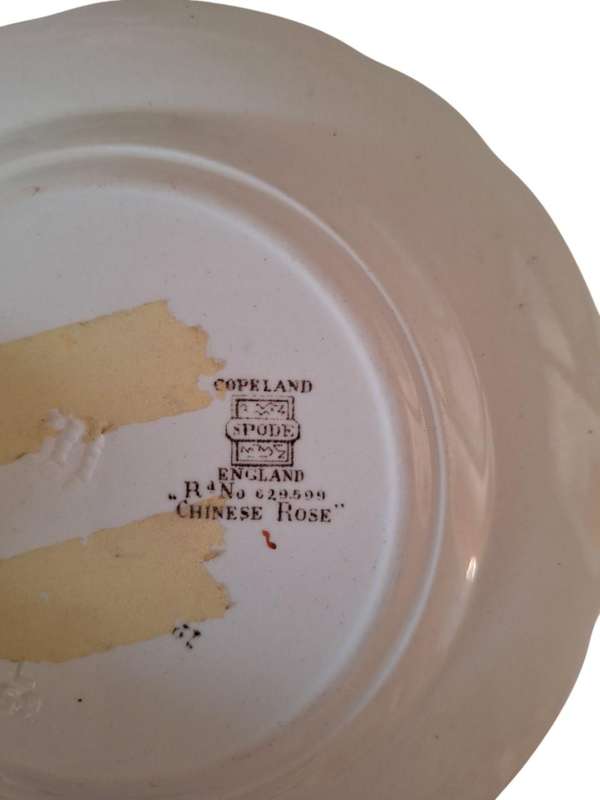 COPELAND
SPODE
ENGLAND
„Rᵈ No 629599
CHINESE ROSE"